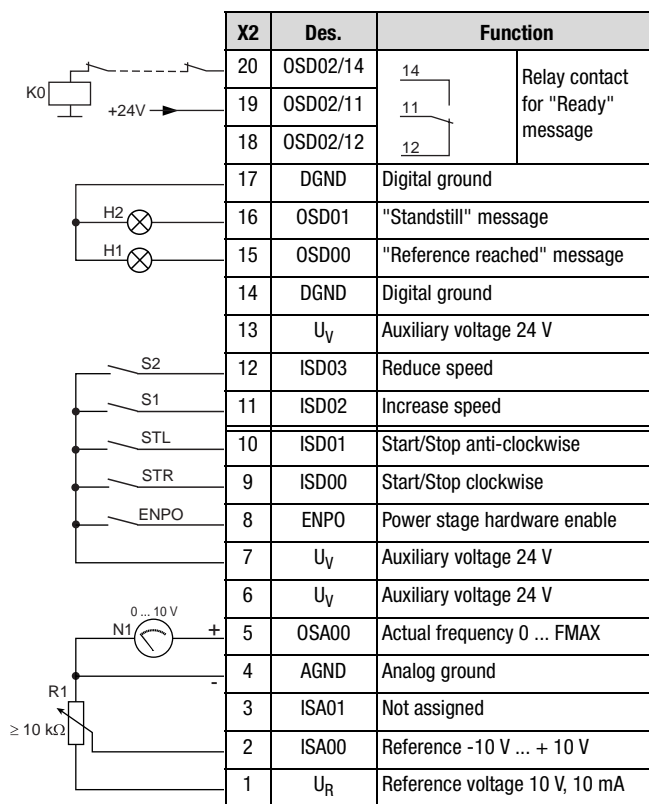 X2 Des. Function
20 OSD02/14 14 Relay contact
K0 +24V 19 OSD02/11 11 for "Ready"
18 OSD02/12 12 message
17 DGND Digital ground
H2 16 OSD01 "Standstill" message
H1 15 OSD00 "Reference reached" message
14 DGND Digital ground
13 UV Auxiliary voltage 24 V
S2 12 ISD03 Reduce speed
S1 11 ISD02 Increase speed
STL 10 ISD01 Start/Stop anti-clockwise
STR 9 ISD00 Start/Stop clockwise
ENPO 8 ENPO Power stage hardware enable
7 UV Auxiliary voltage 24 V
6 UV Auxiliary voltage 24 V
0 ... 10 V
N1 + 5 OSA00 Actual frequency 0 ... FMAX
- 4 AGND Analog ground
R1 3 ISA01 Not assigned
≥ 10 kΩ 2 ISA00 Reference -10 V ... + 10 V
1 UR Reference voltage 10 V, 10 mA